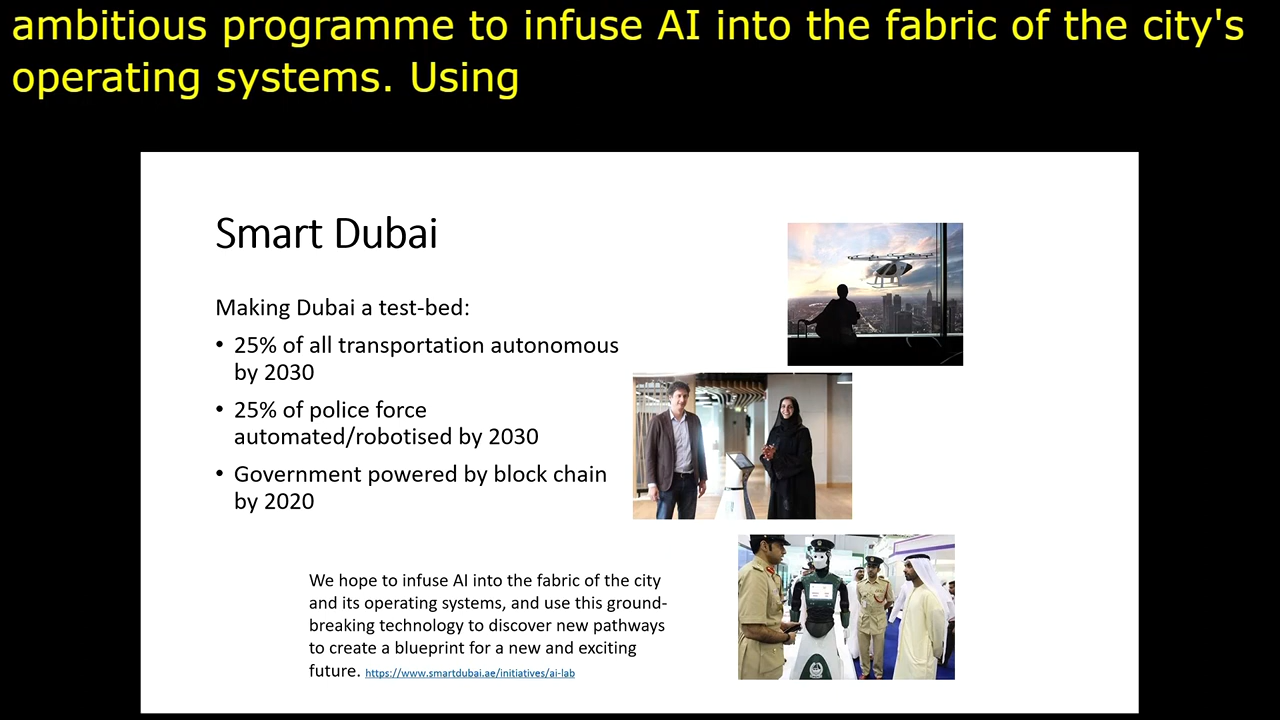 ambitious programme to infuse AI into the fabric of the city's
operating systems. Using
Smart Dubai
Making Dubai a test-bed:
• 25% of all transportation autonomous
by 2030
• 25% of police force
automated/robotised by 2030
• Government powered by block chain
by 2020
We hope to infuse AI into the fabric of the city
and its operating systems, and use this ground-
breaking technology to discover new pathways
to create a blueprint for a new and exciting
future. https://www.smartdubai.ae/initiatives/ai-lab